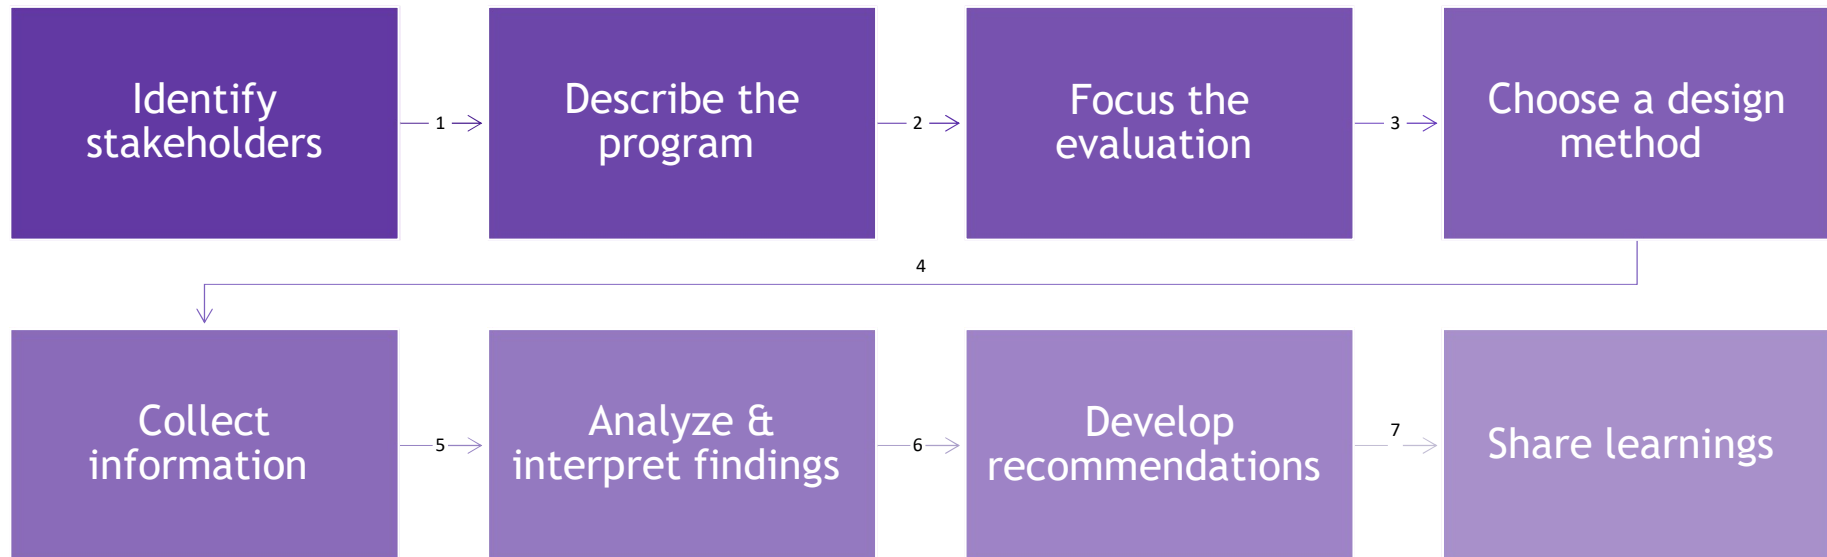 Identify
stakeholders
1
Describe the
program
2
Focus the
evaluation
3
Choose a design
method
4
Collect
information
5
Analyze &
interpret findings
6
Develop
recommendations
7
Share learnings